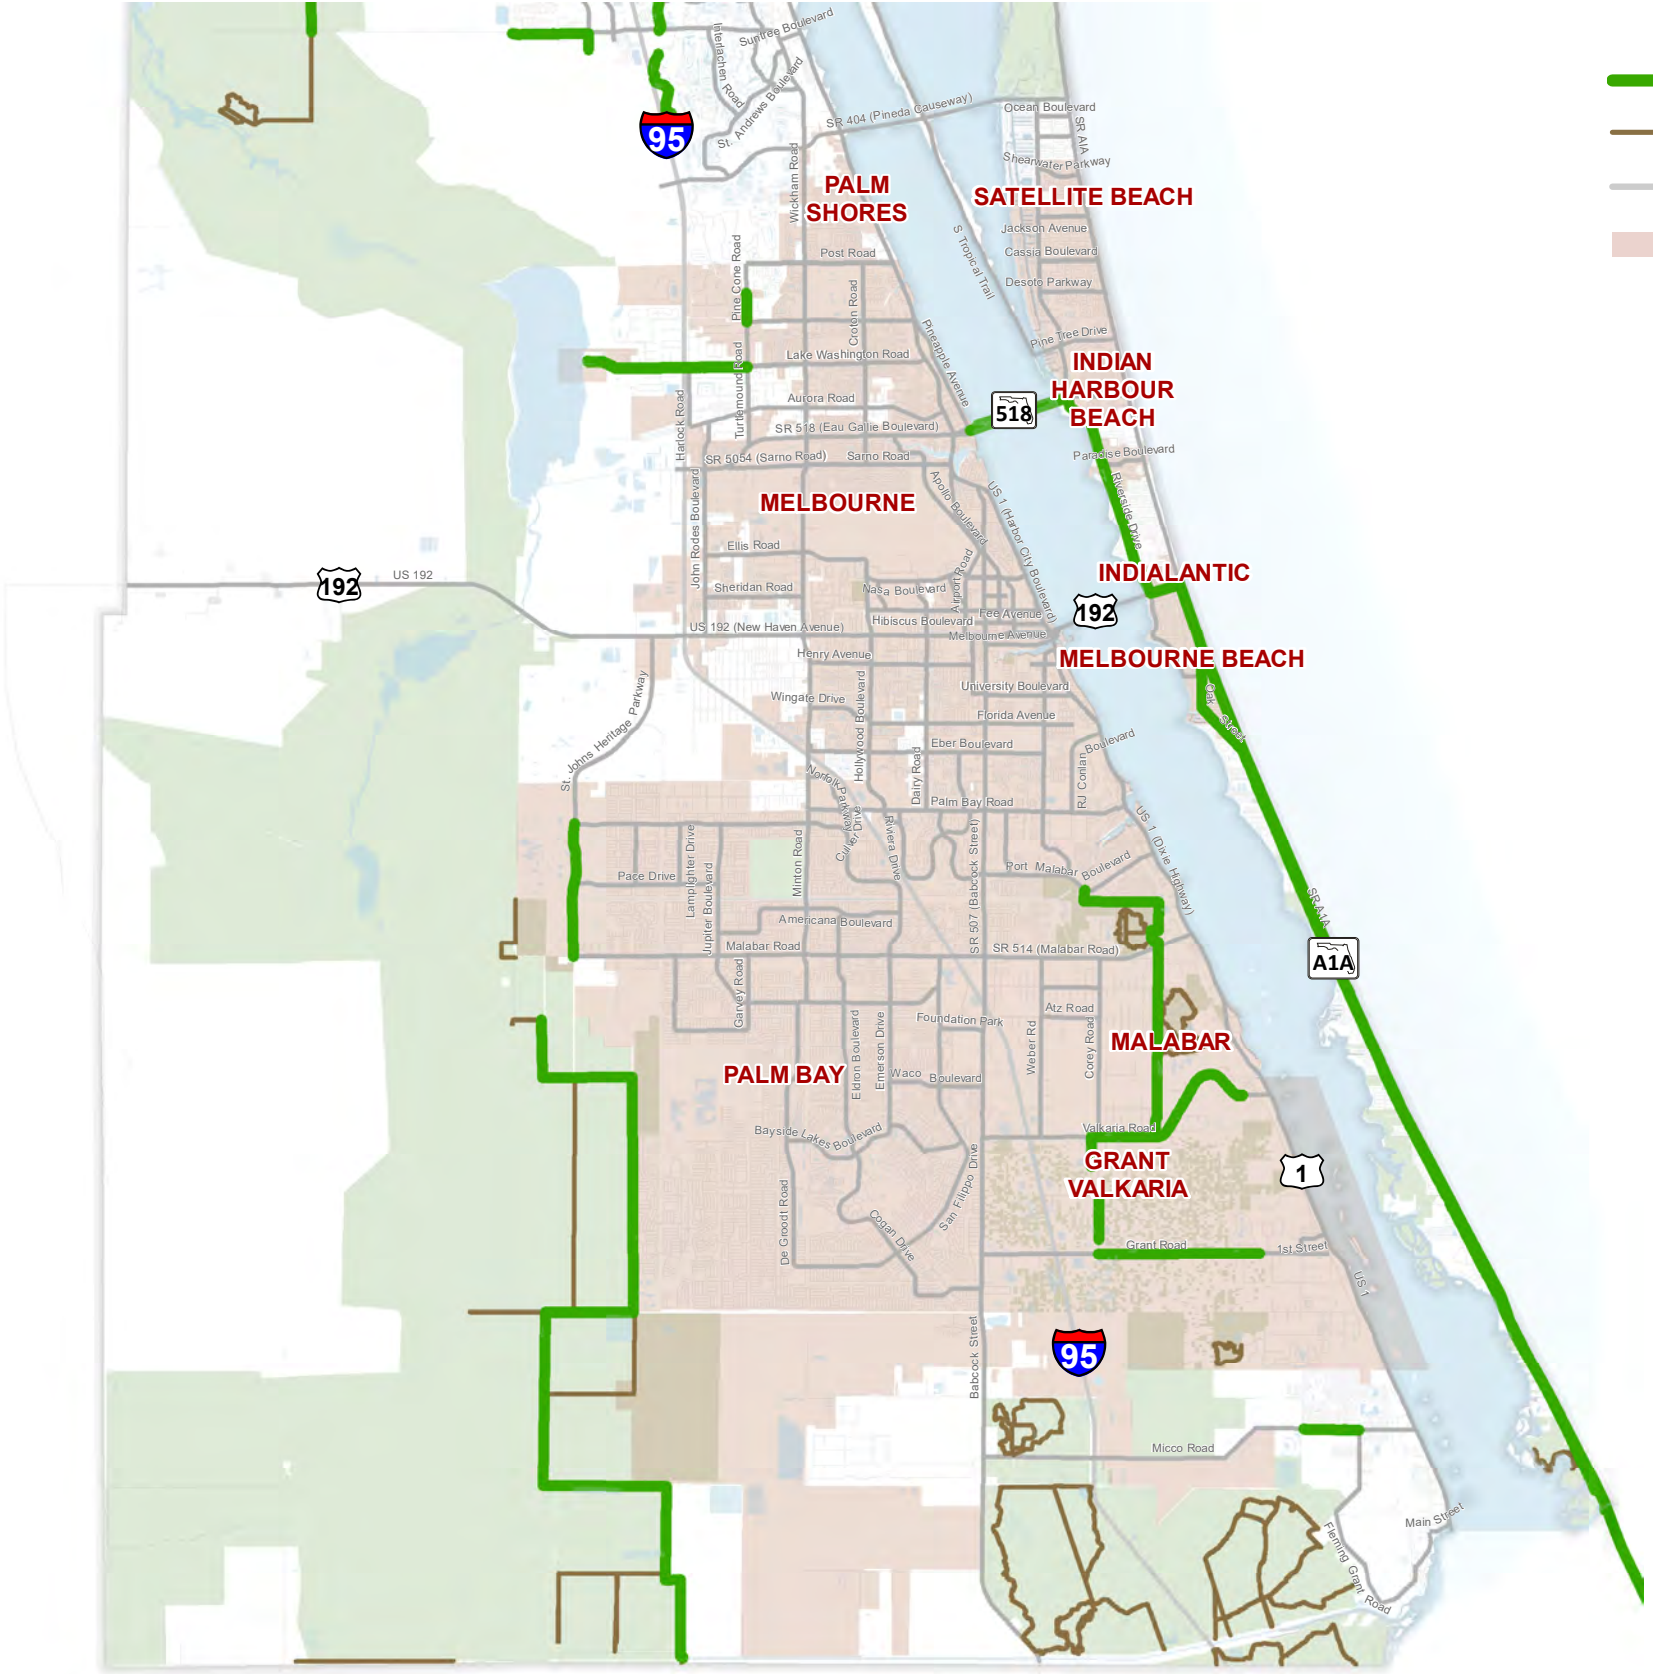 Suntree Boulevard
Interlachen Road
St. Andrews Boulevard
95
SR 404 (Pineda Causeway)
Ocean Boulevard
SR A1A
Shearwater Parkway
Wickham Road
PALM
SHORES
SATELLITE BEACH
Jackson Avenue
S Tropical Trail
Cassia Boulevard
Post Road
Pine Cone Road
Desoto Parkway
Croton Road
Pineapple Avenue
Pine Tree Drive
Lake Washington Road
INDIAN
HARBOUR
BEACH
Turtlemound Road
Aurora Road
518
Harlock Road
SR 518 (Eau Gallie Boulevard)
SR 5054 (Sarno Road)
Sarno Road
Paradise Boulevard
Riverside Drive
MELBOURNE
Apollo Boulevard
US 1 (Harbor City Boulevard)
John Rodes Boulevard
Ellis Road
US 192
192
Sheridan Road
Nasa Boulevard
Airport Road
INDIALANTIC
192
Fee Avenue
Hibiscus Boulevard
US 192 (New Haven Avenue)
Melbourne Avenue
Henry Avenue
MELBOURNE BEACH
University Boulevard
Oak Street
Wingate Drive
Hollywood Boulevard
Florida Avenue
St. Johns Heritage Parkway
Eber Boulevard
RJ Conlan Boulevard
Dairy Road
Norfolk Parkway
Palm Bay Road
US 1 (Dixie Highway)
Culver Drive
Riviera Drive
SR 507 (Babcock Street)
Minton Road
Lamplighter Drive
Jupiter Boulevard
Pace Drive
Port Malabar Boulevard
Americana Boulevard
SR A1A
Malabar Road
SR 514 (Malabar Road)
A1A
Garvey Road
Atz Road
Foundation Park
Eldron Boulevard
Emerson Drive
Weber Rd
Corey Road
MALABAR
PALM BAY
Waco Boulevard
Bayside Lakes Boulevard
Valkaria Road
GRANT
VALKARIA
1
De Groodt Road
San Filippo Drive
Cogan Drive
Grant Road
1st Street
US 1
Babcock Street
95
Micco Road
Main Street
Fleming Grant Road